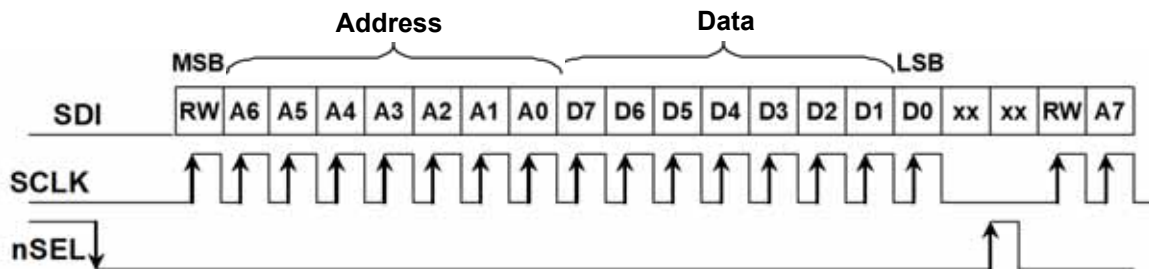 Address Data
MSB LSB
SDI RW A6 A5 A4 A3 A2 A1 A0 D7 D6 D5 D4 D3 D2 D1 D0 xx xx RW A7
SCLK
nSEL